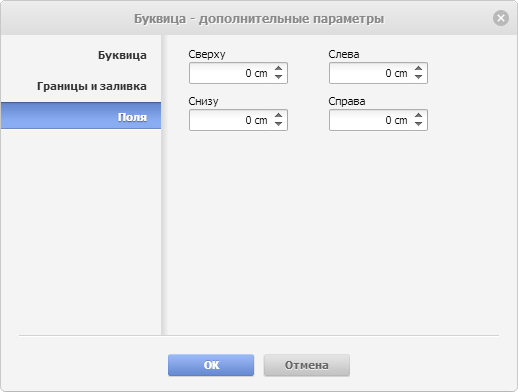 Буквица - дополнительные параметры
Буквица
Границы и заливка
Поля
Сверху Слева
0 cm 0 cm
Снизу Справа
0 cm 0 cm
OK Отмена